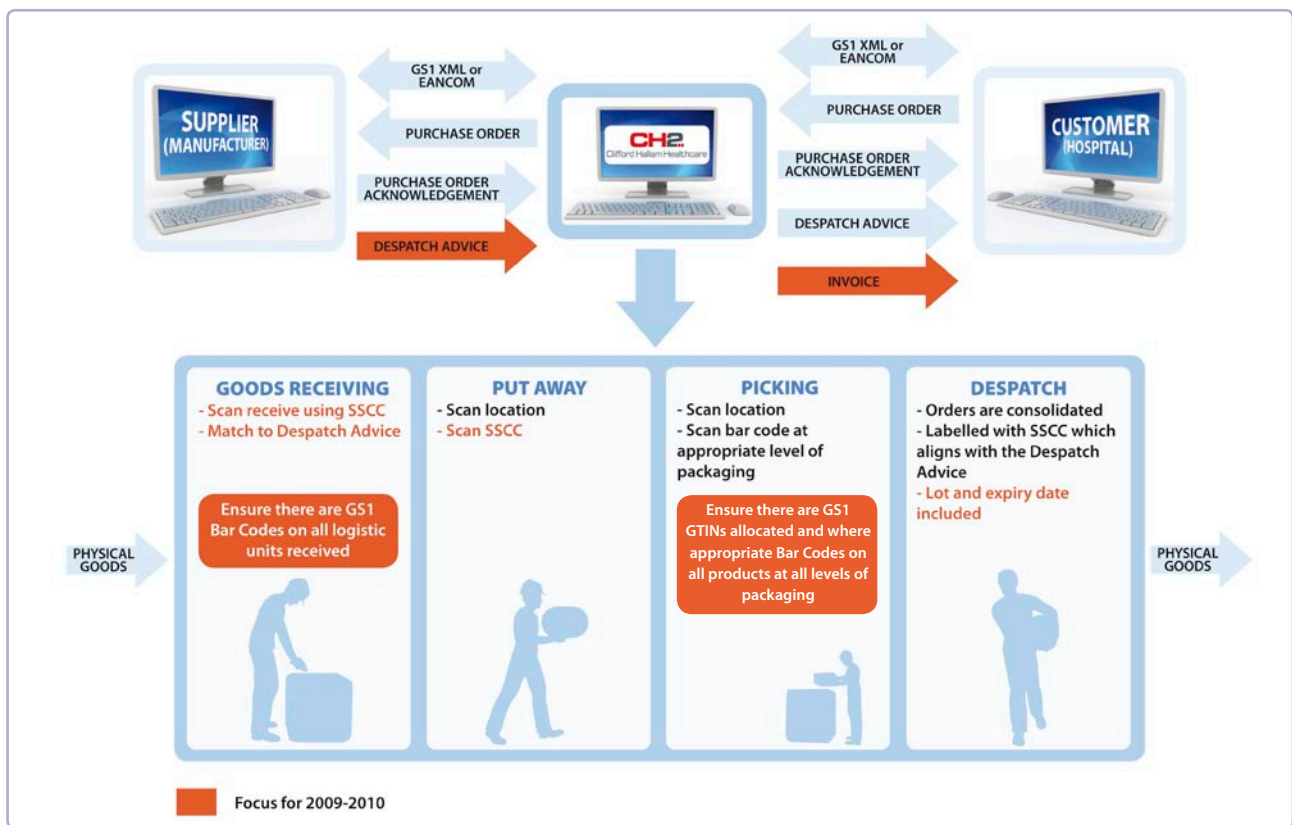 GS1 XML or
EANCOM
PURCHASE ORDER
PURCHASE ORDER
ACKNOWLEDGEMENT
DESPATCH ADVICE
SUPPLIER
(MANUFACTURER)
CH2
Clifford Hallam Healthcare
GS1 XML or
EANCOM
PURCHASE ORDER
PURCHASE ORDER
ACKNOWLEDGEMENT
DESPATCH ADVICE
INVOICE
CUSTOMER
(HOSPITAL)
PHYSICAL
GOODS
GOODS RECEIVING
- Scan receive using SSCC
- Match to Despatch Advice
Ensure there are GS1
Bar Codes on all logistic
units received
PUT AWAY
- Scan location
- Scan SSCC
PICKING
- Scan location
- Scan bar code at
appropriate level of
packaging
Ensure there are GS1
GTINs allocated and where
appropriate Bar Codes on
all products at all levels of
packaging
DESPATCH
- Orders are consolidated
- Labelled with SSCC which
aligns with the Despatch
Advice
- Lot and expiry date
included
PHYSICAL
GOODS
Focus for 2009-2010